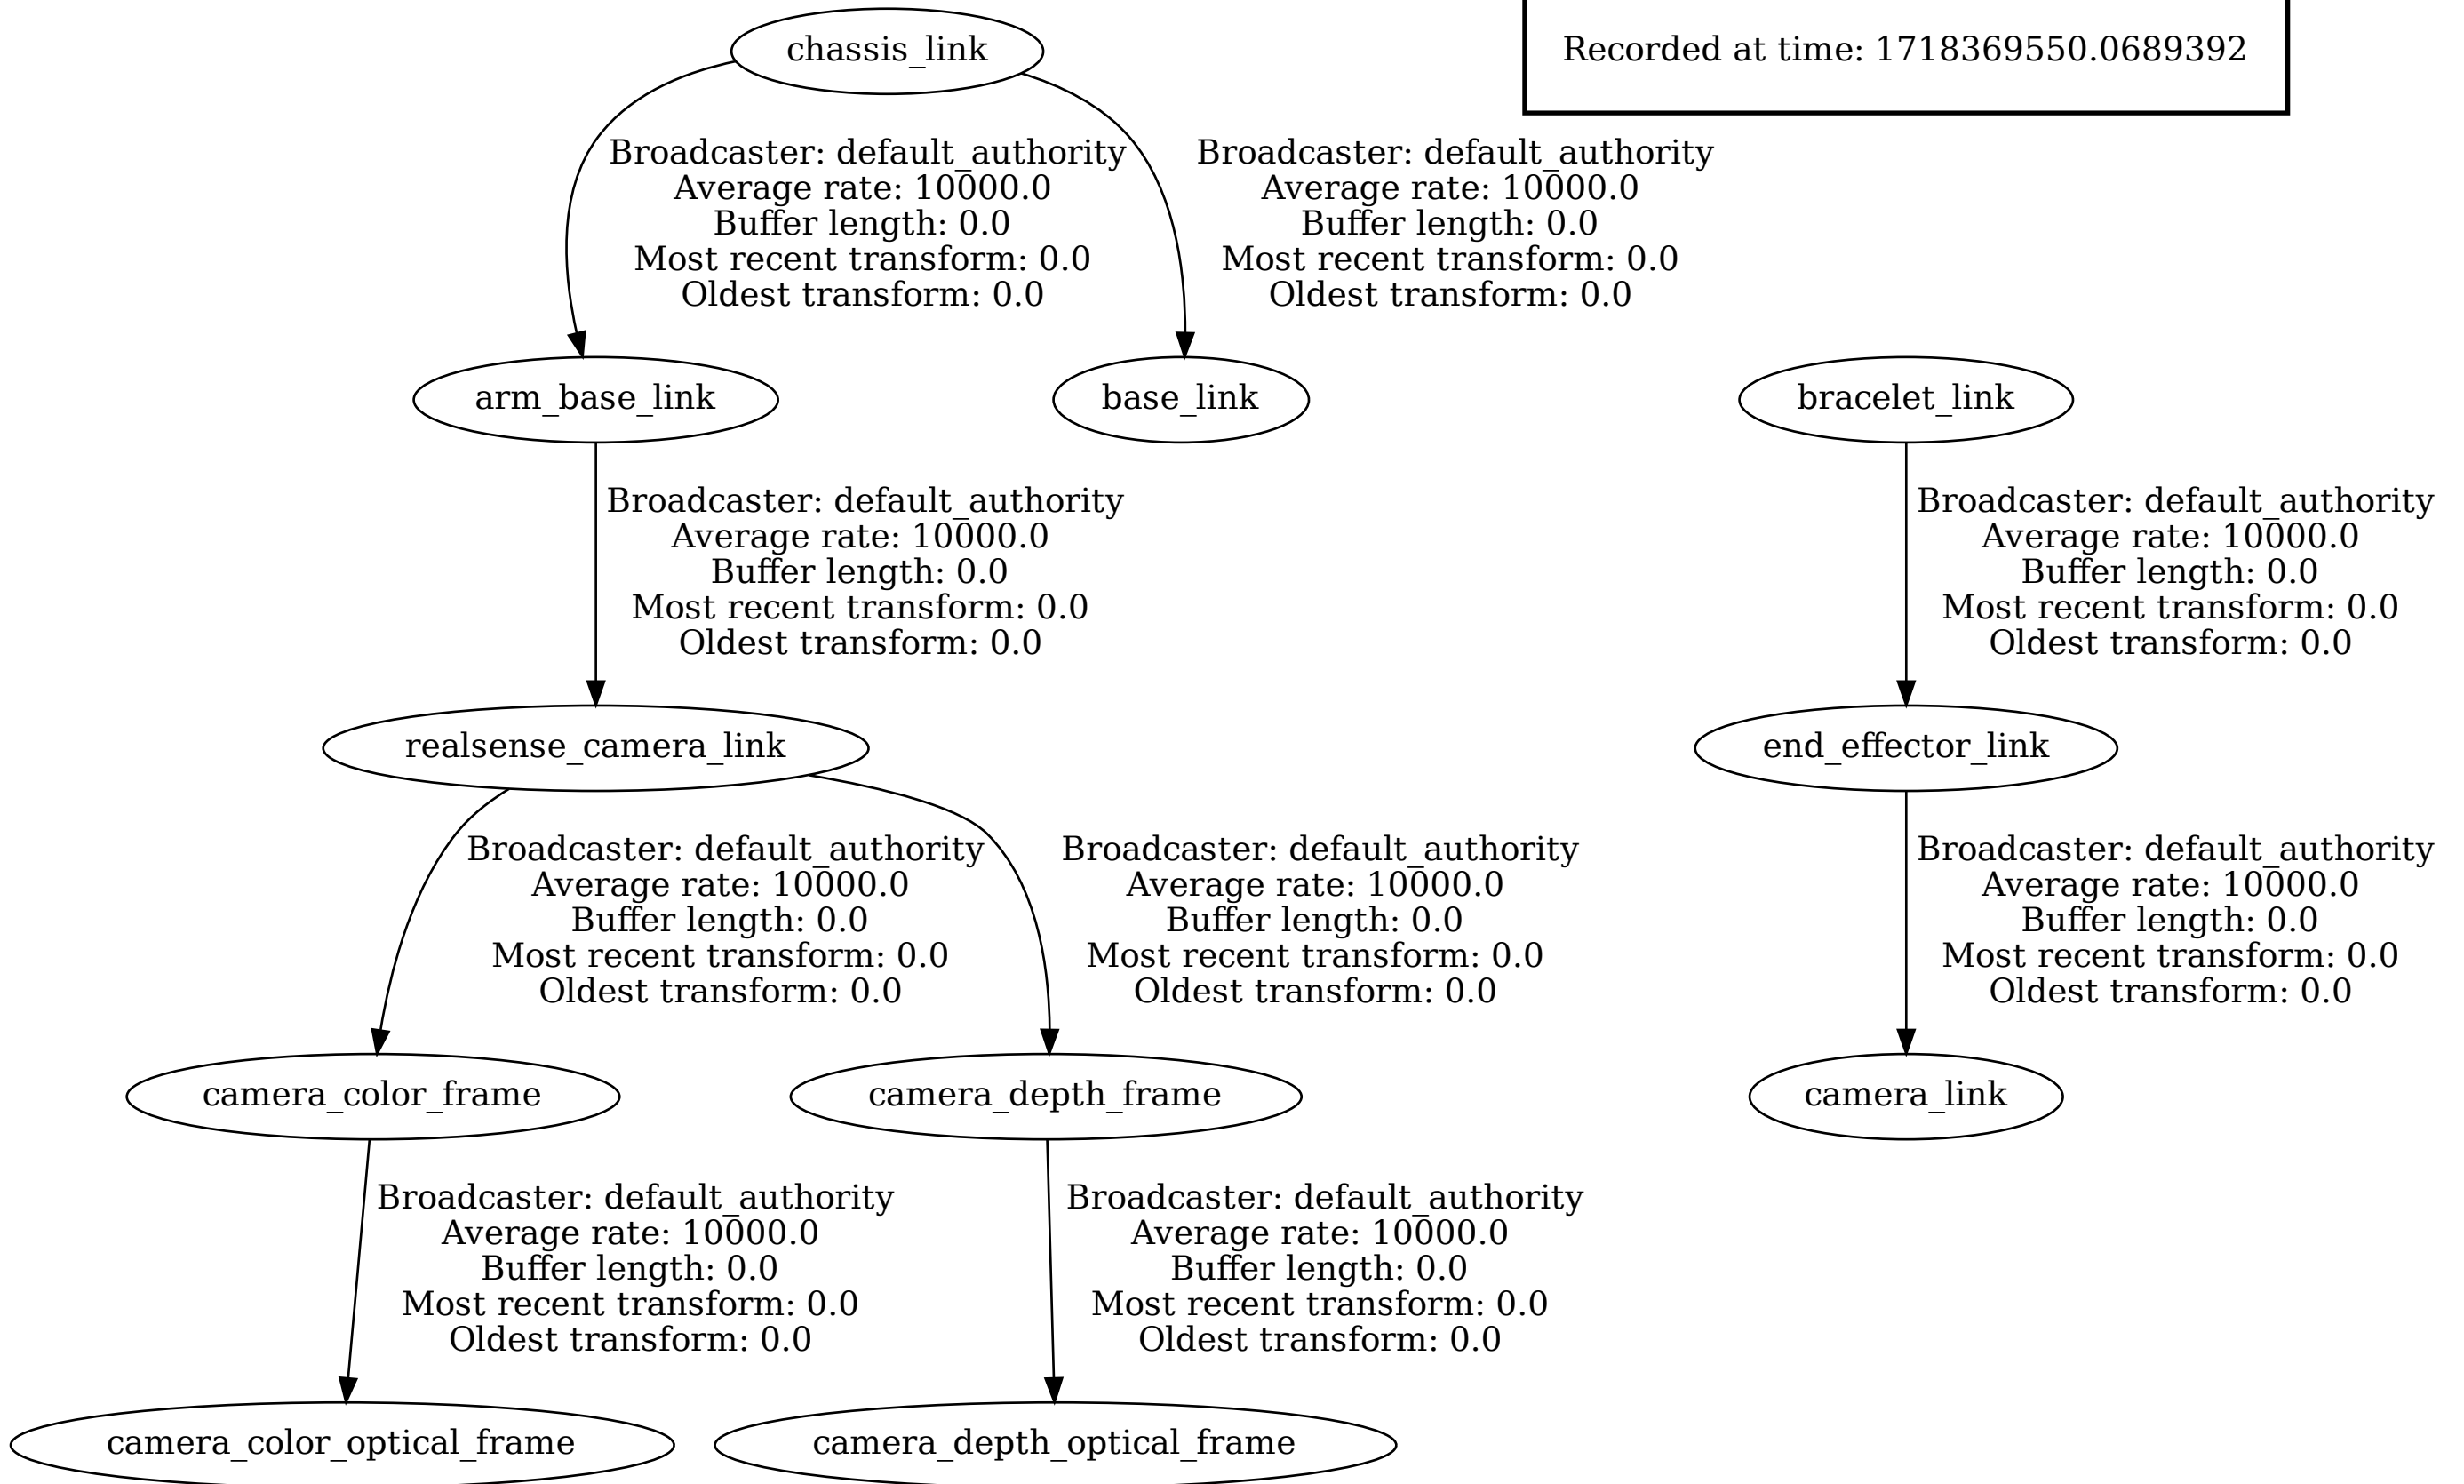 chassis_link
Recorded at time: 1718369550.0689392
Broadcaster: default_authority
Average rate: 10000.0
Buffer length: 0.0
Most recent transform: 0.0
Oldest transform: 0.0
Broadcaster: default_authority
Average rate: 10000.0
Buffer length: 0.0
Most recent transform: 0.0
Oldest transform: 0.0
arm_base_link
base_link
bracelet_link
Broadcaster: default_authority
Average rate: 10000.0
Buffer length: 0.0
Most recent transform: 0.0
Oldest transform: 0.0
Broadcaster: default_authority
Average rate: 10000.0
Buffer length: 0.0
Most recent transform: 0.0
Oldest transform: 0.0
realsense_camera_link
end_effector_link
Broadcaster: default_authority
Average rate: 10000.0
Buffer length: 0.0
Most recent transform: 0.0
Oldest transform: 0.0
Broadcaster: default_authority
Average rate: 10000.0
Buffer length: 0.0
Most recent transform: 0.0
Oldest transform: 0.0
Broadcaster: default_authority
Average rate: 10000.0
Buffer length: 0.0
Most recent transform: 0.0
Oldest transform: 0.0
camera_color_frame
camera_depth_frame
camera_link
Broadcaster: default_authority
Average rate: 10000.0
Buffer length: 0.0
Most recent transform: 0.0
Oldest transform: 0.0
Broadcaster: default_authority
Average rate: 10000.0
Buffer length: 0.0
Most recent transform: 0.0
Oldest transform: 0.0
camera_color_optical_frame
camera_depth_optical_frame